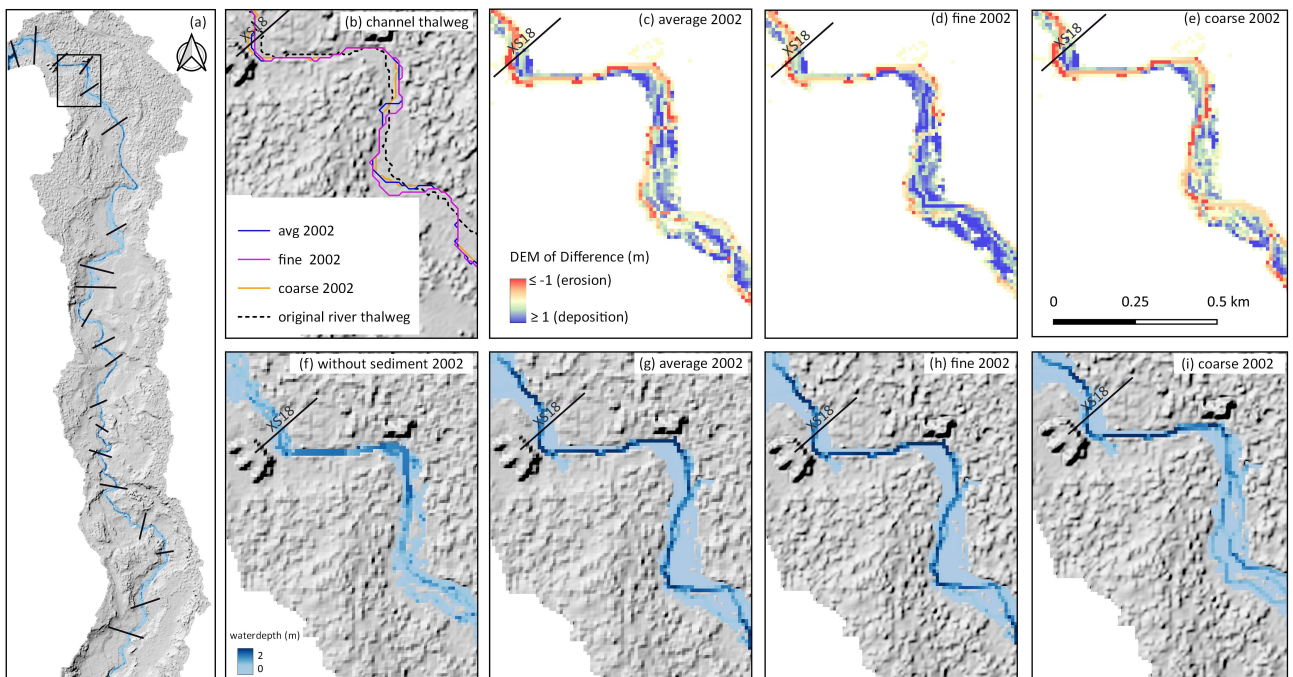 (a)
(b) channel thalweg
XS18
avg 2002
fine 2002
coarse 2002
original river thalweg
(c) average 2002
XS18
DEM of Difference (m)
≤ -1 (erosion)
≥ 1 (deposition)
(d) fine 2002
XS18
(e) coarse 2002
XS18
0 0.25 0.5 km
(f) without sediment 2002
XS18
waterdepth (m)
2
0
(g) average 2002
XS18
(h) fine 2002
XS18
(i) coarse 2002
XS18